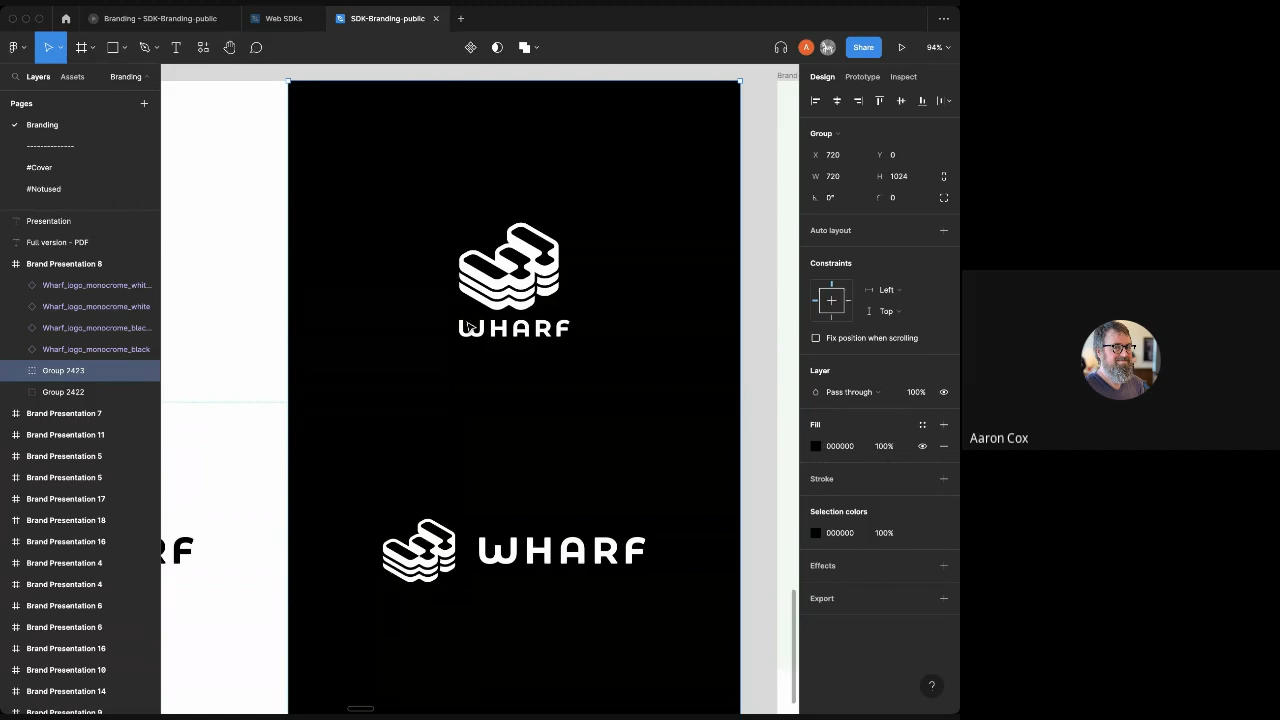 Branding - SDK-Branding-public
Web SDKs
SDK-Branding-public
A
Share
94%
Layers
Assets
Branding
Pages
Branding
--------------
#Cover
#Notused
Presentation
Full version - PDF
Brand Presentation 8
Wharf_logo_monocrome_whit...
Wharf_logo_monocrome_white
Wharf_logo_monocrome_blac...
Wharf_logo_monocrome_black
Group 2423
Group 2422
Brand Presentation 7
Brand Presentation 11
Brand Presentation 5
Brand Presentation 5
Brand Presentation 17
Brand Presentation 18
Brand Presentation 16
Brand Presentation 4
Brand Presentation 4
Brand Presentation 6
Brand Presentation 6
Brand Presentation 16
Brand Presentation 10
Brand Presentation 14
Brand Presentation 9
Brand
WHARF
WHARF
RF
Design
Prototype
Inspect
Group
X 720
Y 0
W 720
H 1024
0°
0
Auto layout
Constraints
Left
Top
Fix position when scrolling
Layer
Pass through
100%
Fill
000000
100%
Stroke
Selection colors
000000
100%
Effects
Export
?
Aaron Cox